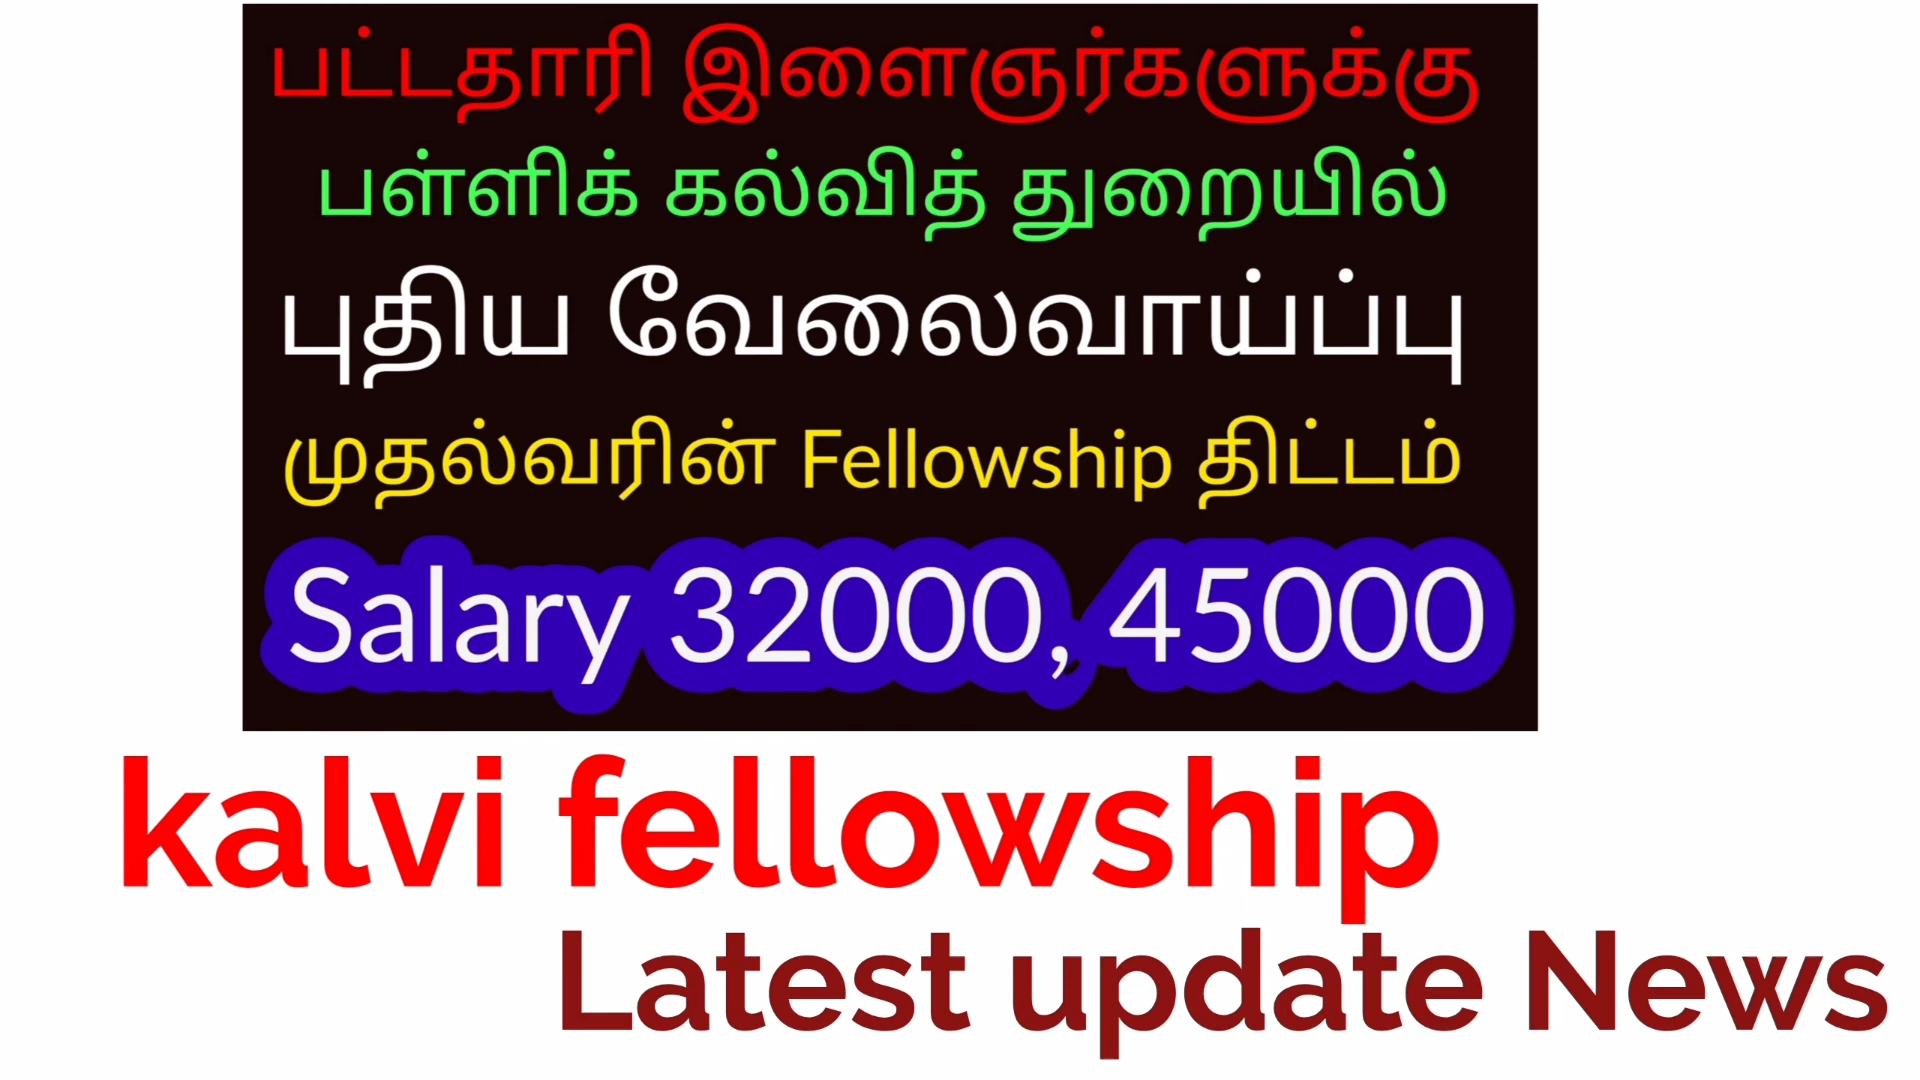 பட்டதாரி இளைஞர்களுக்கு
பள்ளிக் கல்வித் துறையில்
புதிய வேலைவாய்ப்பு
முதல்வரின் Fellowship திட்டம்
Salary 32000, 45000
kalvi fellowship
Latest update News